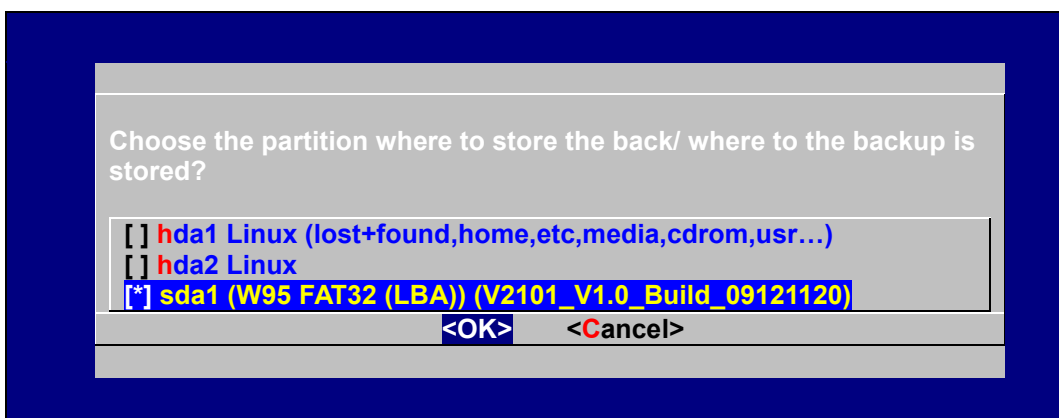 Choose the partition where to store the back/ where to the backup is
stored?
[ ] hda1 Linux (lost+found,home,etc,media,cdrom,usr…)
[ ] hda2 Linux
[*] sda1 (W95 FAT32 (LBA)) (V2101_V1.0_Build_09121120)
<OK> <Cancel>